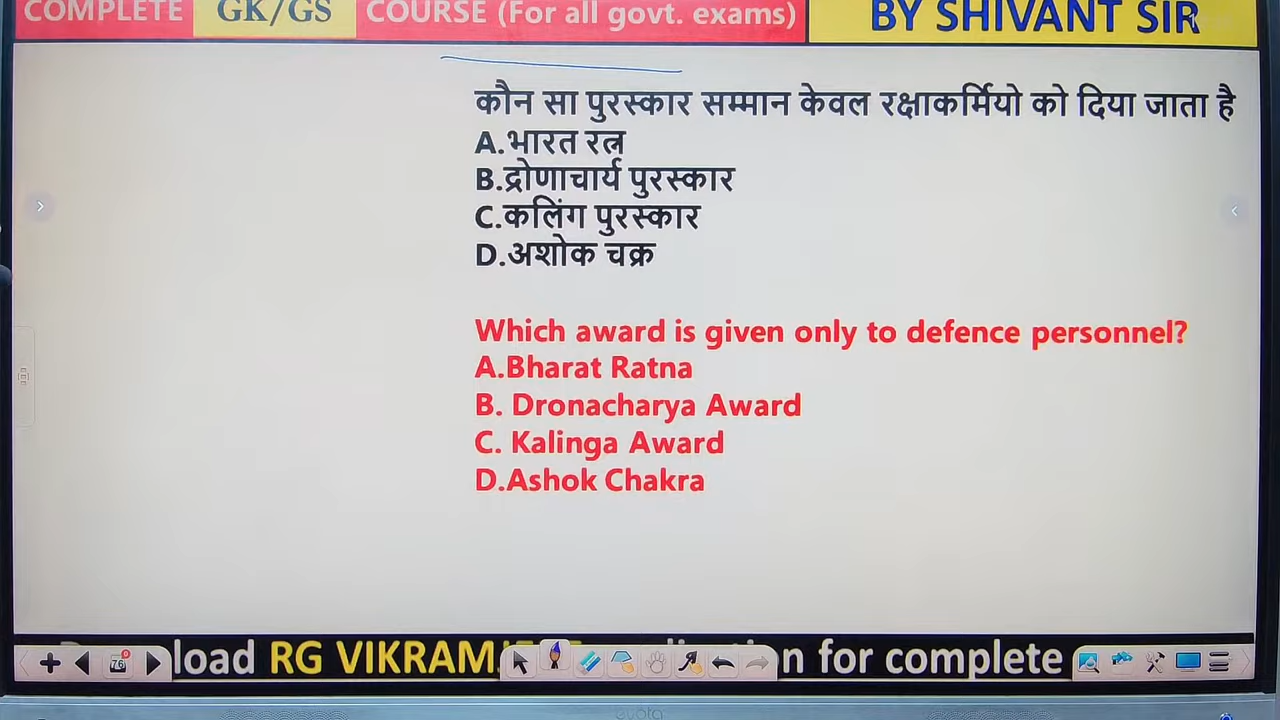 COMPLETE GK/GS COURSE (For all govt. exams) BY SHIVANT SIR
कौन सा पुरस्कार सम्मान केवल रक्षाकर्मियो को दिया जाता है
A.भारत रत्न
B.द्रोणाचार्य पुरस्कार
C.कलिंग पुरस्कार
D.अशोक चक्र
Which award is given only to defence personnel?
A.Bharat Ratna
B. Dronacharya Award
C. Kalinga Award
D.Ashok Chakra
load RG VIKRAM n for complete
76